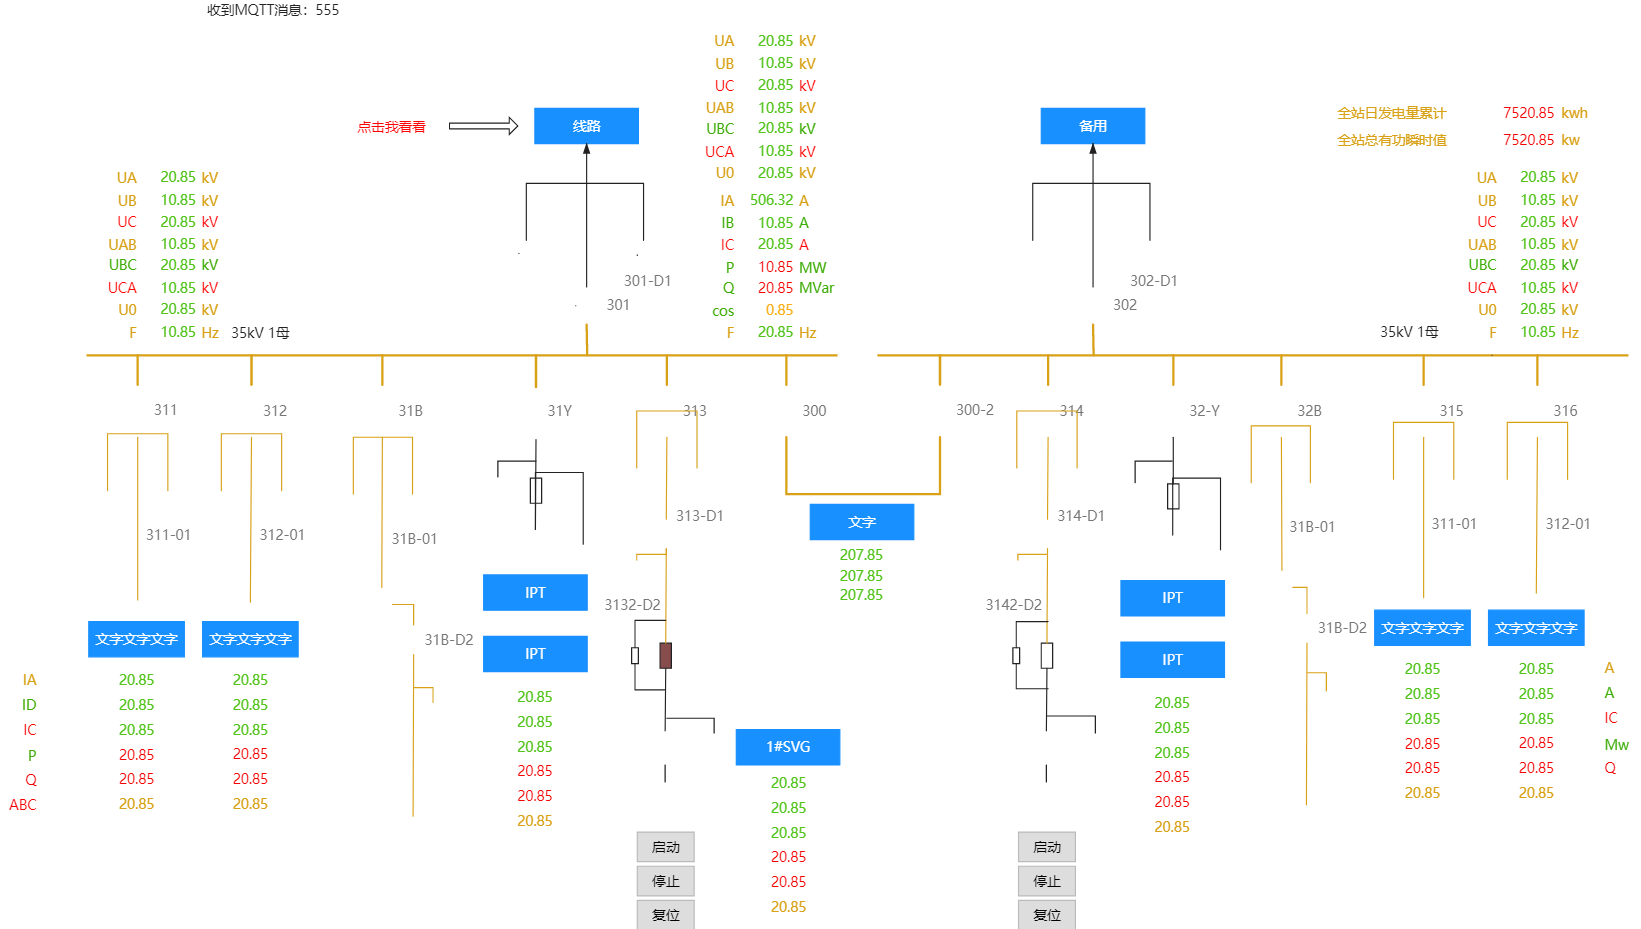 收到MQTT消息：555
UA 20.85 kV
UB 10.85 kV
UC 20.85 kV
UAB 10.85 kV
UBC 20.85 kV
UCA 10.85 kV
U0 20.85 kV
IA 506.32 A
IB 10.85 A
IC 20.85 A
P 10.85 MW
Q 20.85 MVar
cos 0.85
F 20.85 Hz
点击我看看
线路
备用
全站日发电量累计 7520.85 kwh
全站总有功瞬时值 7520.85 kw
UA 20.85 kV
UB 10.85 kV
UC 20.85 kV
UAB 10.85 kV
UBC 20.85 kV
UCA 10.85 kV
U0 20.85 kV
F 10.85 Hz
35kV 1母
301-D1
301
302-D1
302
UA 20.85 kV
UB 10.85 kV
UC 20.85 kV
UAB 10.85 kV
UBC 20.85 kV
UCA 10.85 kV
U0 20.85 kV
F 10.85 Hz
35kV 1母
311 312 31B 31Y 313 300 300-2 314 32-Y 32B 315 316
311-01 312-01 31B-01 313-D1 314-D1 31B-01 311-01 312-01
文字
207.85
207.85
207.85
IPT
IPT
20.85
20.85
20.85
20.85
20.85
20.85
3132-D2
3142-D2
IPT
IPT
20.85
20.85
20.85
20.85
20.85
20.85
31B-D2
31B-D2
文字文字文字 文字文字文字
IA 20.85 20.85
ID 20.85 20.85
IC 20.85 20.85
P 20.85 20.85
Q 20.85 20.85
ABC 20.85 20.85
文字文字文字 文字文字文字
20.85 20.85 A
20.85 20.85 A
20.85 20.85 IC
20.85 20.85 Mw
20.85 20.85 Q
20.85 20.85
1#SVG
20.85
20.85
20.85
20.85
20.85
20.85
启动
停止
复位
启动
停止
复位